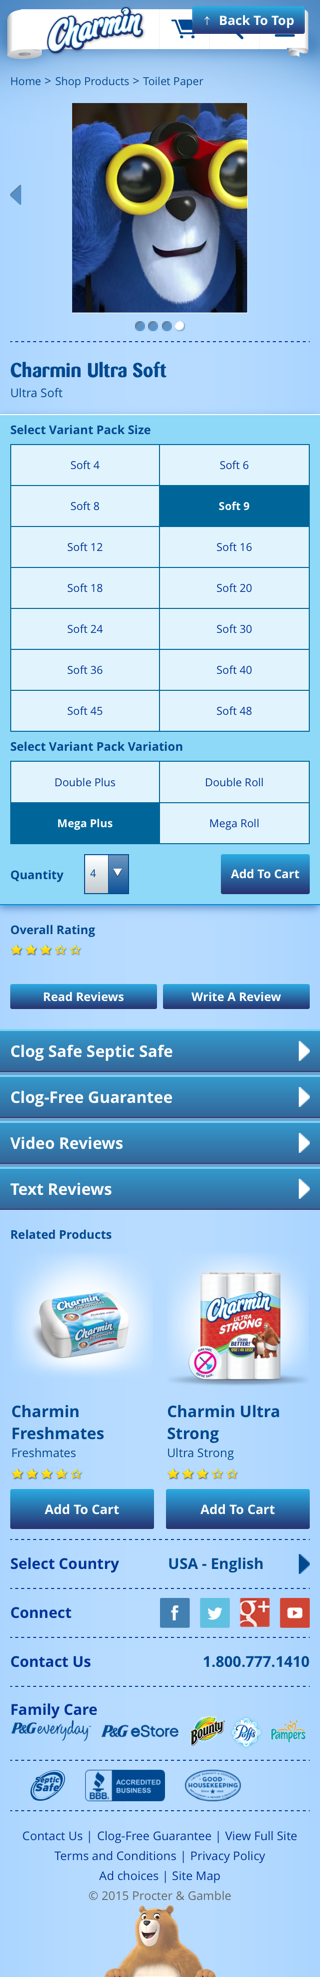 Charmin
↑ Back To Top
Home > Shop Products > Toilet Paper
Charmin Ultra Soft
Ultra Soft
Select Variant Pack Size
Soft 4
Soft 6
Soft 8
Soft 9
Soft 12
Soft 16
Soft 18
Soft 20
Soft 24
Soft 30
Soft 36
Soft 40
Soft 45
Soft 48
Select Variant Pack Variation
Double Plus
Double Roll
Mega Plus
Mega Roll
Quantity
4
Add To Cart
Overall Rating
Read Reviews
Write A Review
Clog Safe Septic Safe
Clog-Free Guarantee
Video Reviews
Text Reviews
Related Products
Charmin
Charmin
Charmin
ULTRA
STRONG
Charmin
Freshmates
Freshmates
Charmin Ultra
Strong
Ultra Strong
Add To Cart
Add To Cart
Select Country
USA - English
Connect
f
g+
Contact Us
1.800.777.1410
Family Care
P&G everyday
P&G eStore
Bounty
Puffs
Pampers
Septic
Safe
BBB.
ACCREDITED
BUSINESS
GOOD
HOUSEKEEPING
Contact Us | Clog-Free Guarantee | View Full Site
Terms and Conditions | Privacy Policy
Ad choices | Site Map
© 2015 Procter & Gamble